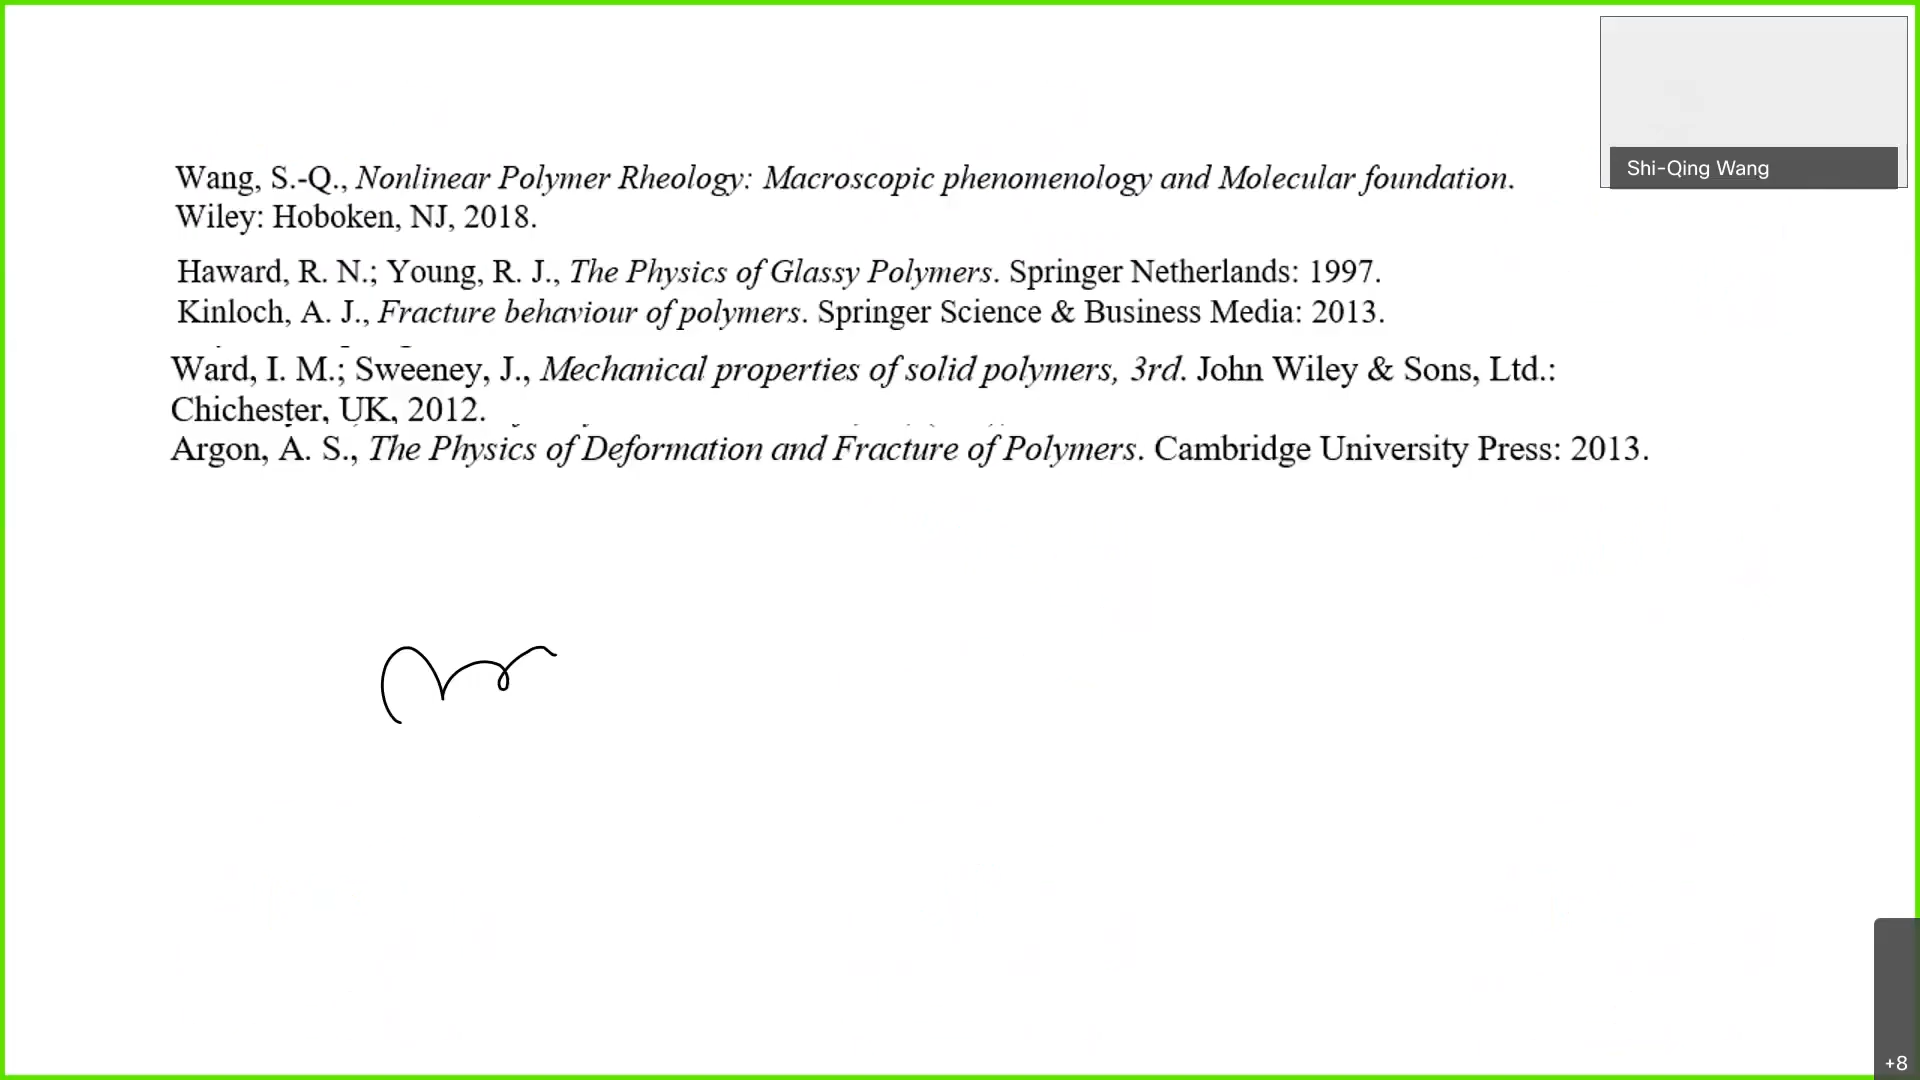 Shi-Qing Wang
Wang, S.-Q., Nonlinear Polymer Rheology: Macroscopic phenomenology and Molecular foundation.
Wiley: Hoboken, NJ, 2018.
Haward, R. N.; Young, R. J., The Physics of Glassy Polymers. Springer Netherlands: 1997.
Kinloch, A. J., Fracture behaviour of polymers. Springer Science & Business Media: 2013.
Ward, I. M.; Sweeney, J., Mechanical properties of solid polymers, 3rd. John Wiley & Sons, Ltd.:
Chichester, UK, 2012.
Argon, A. S., The Physics of Deformation and Fracture of Polymers. Cambridge University Press: 2013.
+8